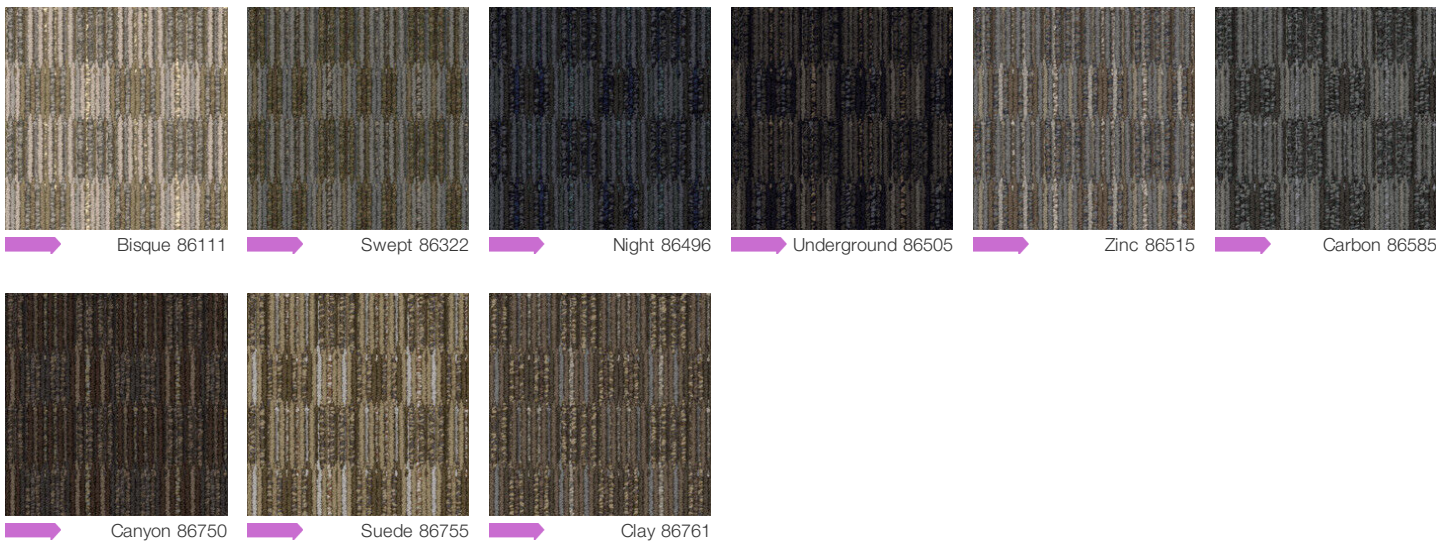 Bisque 86111
Swept 86322
Night 86496
Underground 86505
Zinc 86515
Carbon 86585
Canyon 86750
Suede 86755
Clay 86761